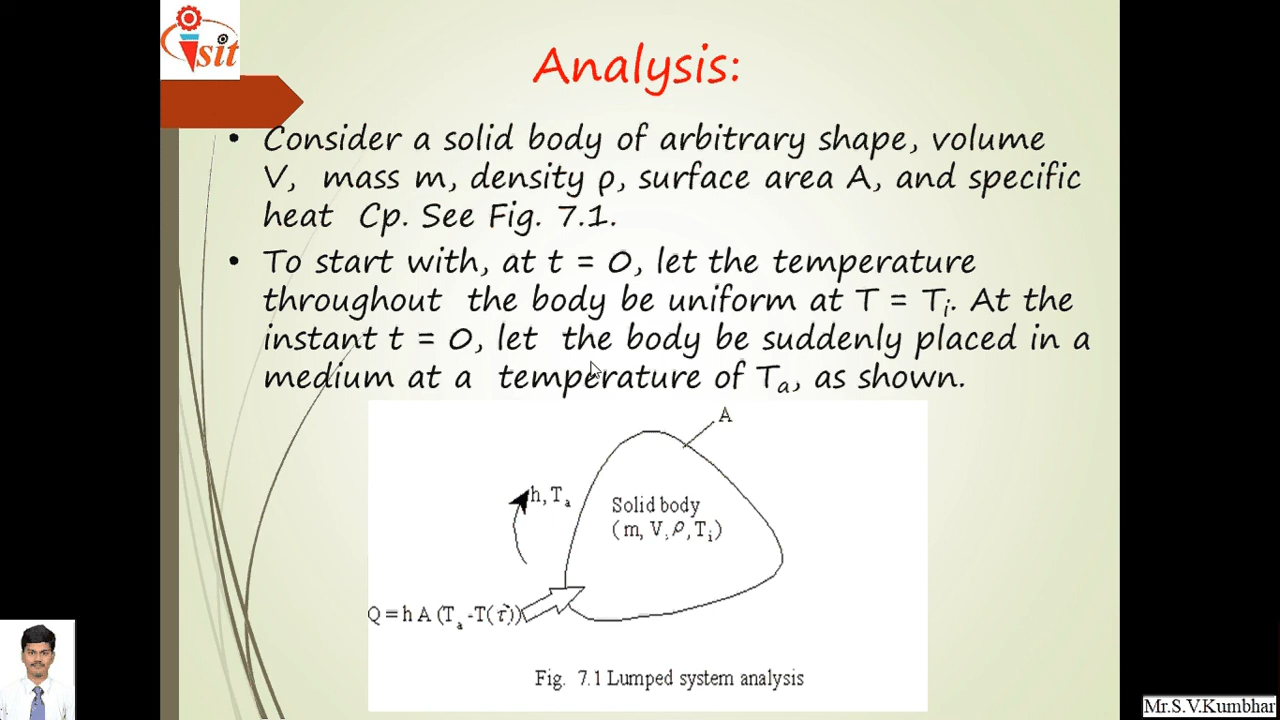 isit
Analysis:
• Consider a solid body of arbitrary shape, volume
V, mass m, density ρ, surface area A, and specific
heat Cp. See Fig. 7.1.
• To start with, at t = 0, let the temperature
throughout the body be uniform at T = Ti. At the
instant t = 0, let the body be suddenly placed in a
medium at a temperature of Ta, as shown.
A
h, Ta
Solid body
(m, V, ρ, Ti)
Q = h A (Ta -T(τ))
Fig. 7.1 Lumped system analysis
Mr.S.V.Kumbhar